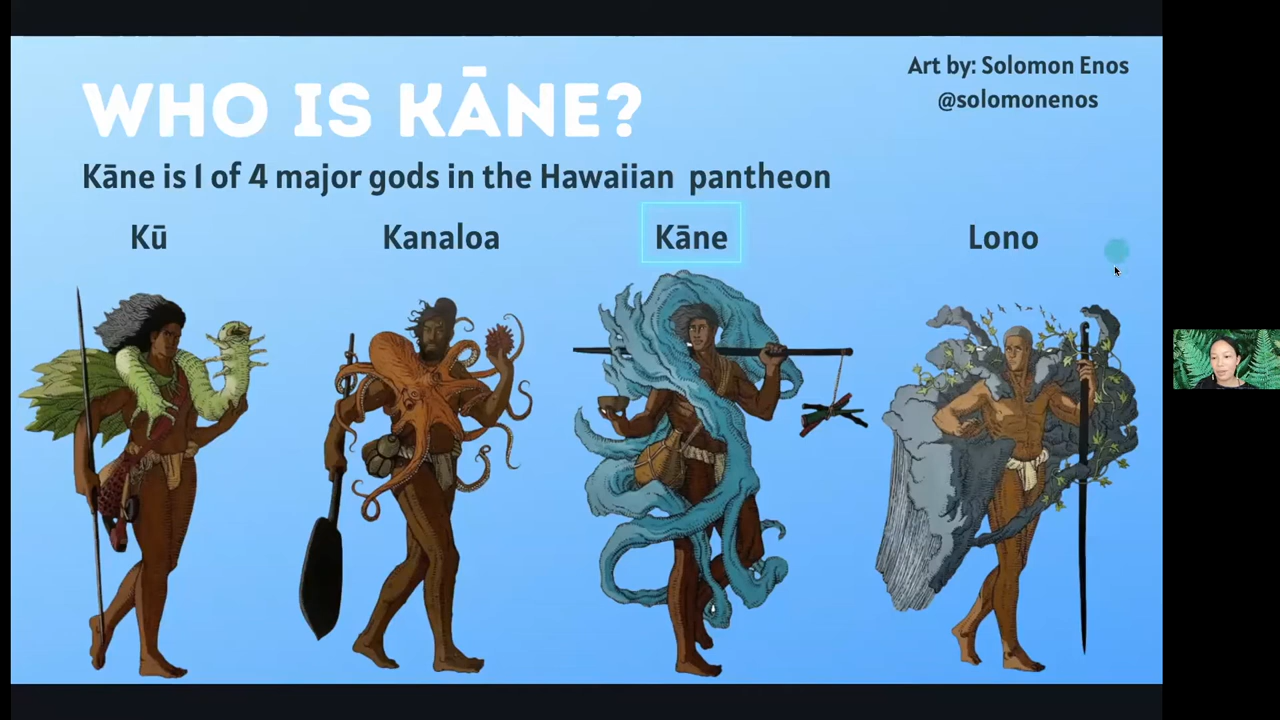 WHO IS KĀNE?
Art by: Solomon Enos
@solomonenos
Kāne is 1 of 4 major gods in the Hawaiian pantheon
Kū
Kanaloa
Kāne
Lono